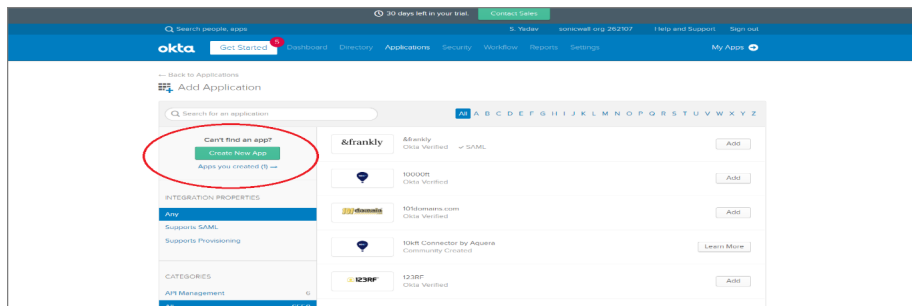 30 days left in your trial. Contact Sales
Search people, apps
S. Yadav sonicwall org 262107 Help and Support Sign out
okta Get Started 5 Dashboard Directory Applications Security Workflow Reports Settings My Apps
← Back to Applications
Add Application
Search for an application
All A B C D E F G H I J K L M N O P Q R S T U V W X Y Z
Can't find an app?
Create New App
Apps you created (1) →
INTEGRATION PROPERTIES
Any
Supports SAML
Supports Provisioning
CATEGORIES
API Management 6
&frankly &frankly Add
Okta Verified ✓ SAML
10000ft Add
Okta Verified
101domain 101domains.com Add
Okta Verified
10kft Connector by Aquera Learn More
Community Created
123RF 123RF Add
Okta Verified